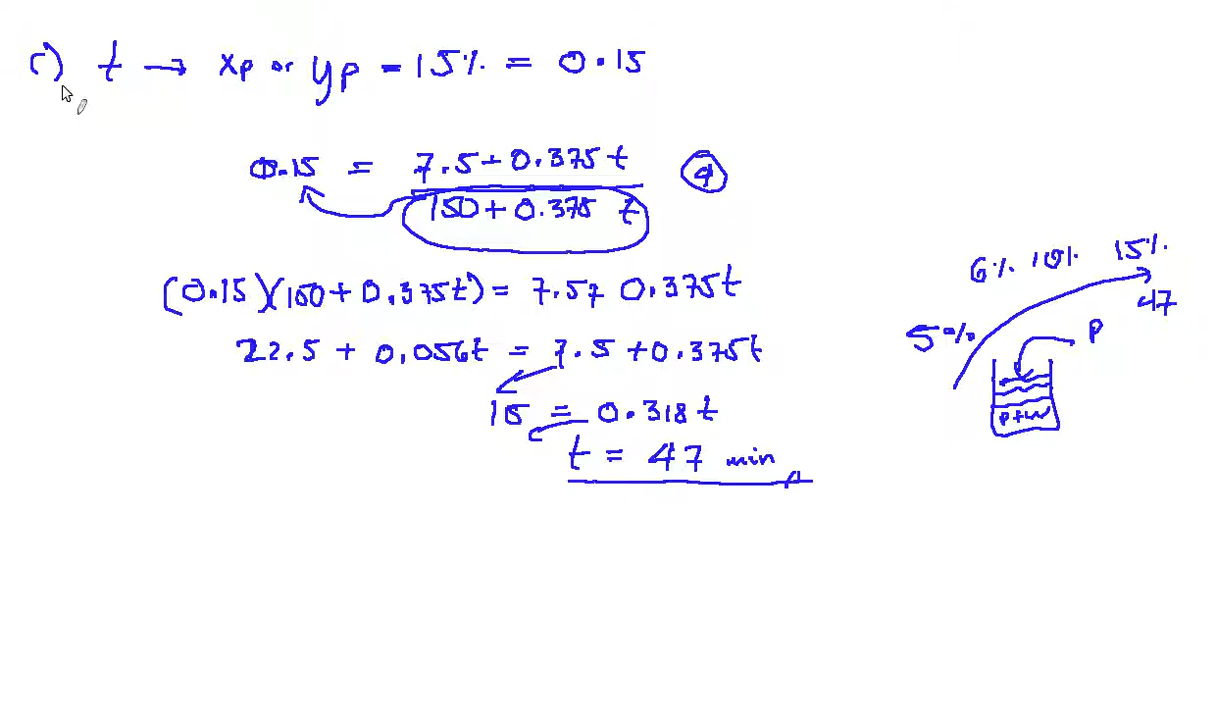 c) t → xp or yp = 15% = 0.15
0.15 = (7.5 + 0.375 t) / (150 + 0.375 t) ④
(0.15)(150 + 0.375t) = 7.5 + 0.375t
22.5 + 0.056t = 7.5 + 0.375t
15 = 0.318 t
t = 47 min
5% 6% 10% 15%
47
P
P+W